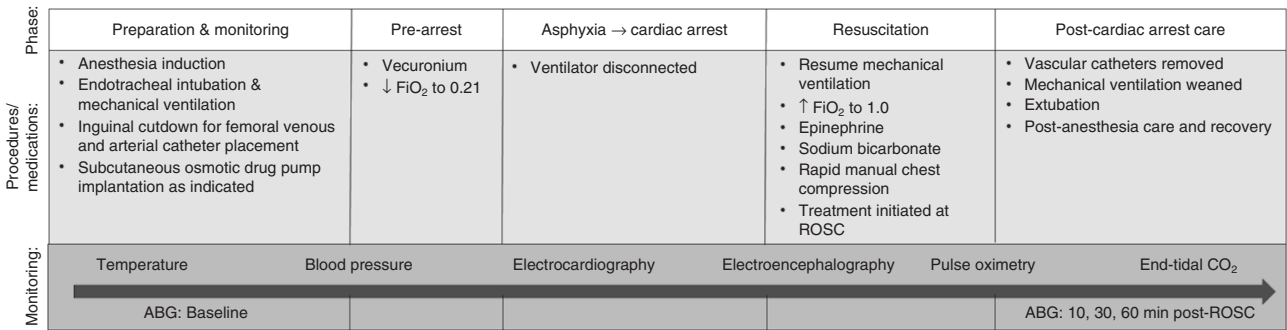 Phase:
Preparation & monitoring
Pre-arrest
Asphyxia → cardiac arrest
Resuscitation
Post-cardiac arrest care
Procedures/
medications:
• Anesthesia induction
• Endotracheal intubation &
mechanical ventilation
• Inguinal cutdown for femoral venous
and arterial catheter placement
• Subcutaneous osmotic drug pump
implantation as indicated
• Vecuronium
• ↓ FiO₂ to 0.21
• Ventilator disconnected
• Resume mechanical
ventilation
• ↑ FiO₂ to 1.0
• Epinephrine
• Sodium bicarbonate
• Rapid manual chest
compression
• Treatment initiated at
ROSC
• Vascular catheters removed
• Mechanical ventilation weaned
• Extubation
• Post-anesthesia care and recovery
Monitoring:
Temperature
Blood pressure
Electrocardiography
Electroencephalography
Pulse oximetry
End-tidal CO₂
ABG: Baseline
ABG: 10, 30, 60 min post-ROSC